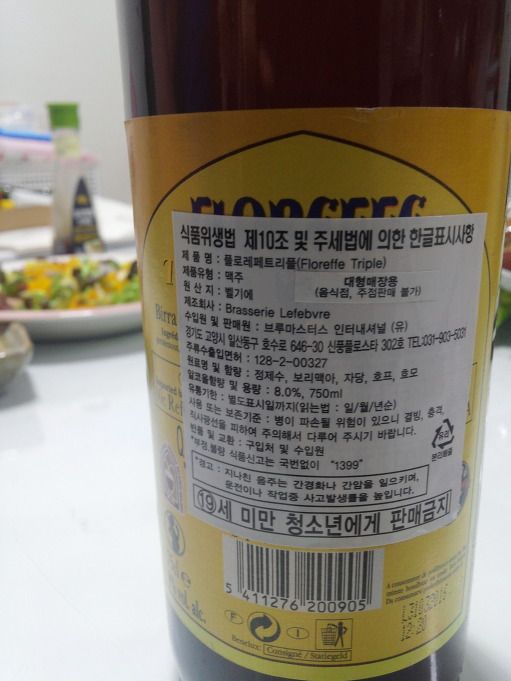 FLOREFFE
식품위생법 제10조 및 주세법에 의한 한글표시사항
제 품 명 : 플로레페트리플(Floreffe Triple)
제품유형 : 맥주
대형매장용
(음식점, 주점판매 불가)
원 산 지 : 벨기에
제조회사 : Brasserie Lefebvre
수입원 및 판매원 : 브루마스터스 인터내셔널 (유)
경기도 고양시 일산동구 호수로 646-30 신풍플로스타 302호 TEL:031-903-5031
주류수출입면허 : 128-2-00327
원료명 및 함량 : 정제수, 보리맥아, 자당, 호프, 효모
알코올함량 및 용량 : 8.0%, 750ml
유통기한 : 별도표시일까지(읽는법 : 일/월/년순)
사용 또는 보존기준 : 병이 파손될 위험이 있으니 결빙, 충격,
직사광선을 피하여 주의해서 다루어 주시기 바랍니다.
반품 및 교환 : 구입처 및 수입원
*부정.불량 식품신고는 국번없이 "1399"
유리
분리배출
*경고 : 지나친 음주는 간경화나 간암을 일으키며,
운전이나 작업중 사고발생률을 높입니다.
⑲세 미만 청소년에게 판매금지
Birra
5 411276 200905
e
alc.
F
I
Benelux: Consigné / Statiegeld